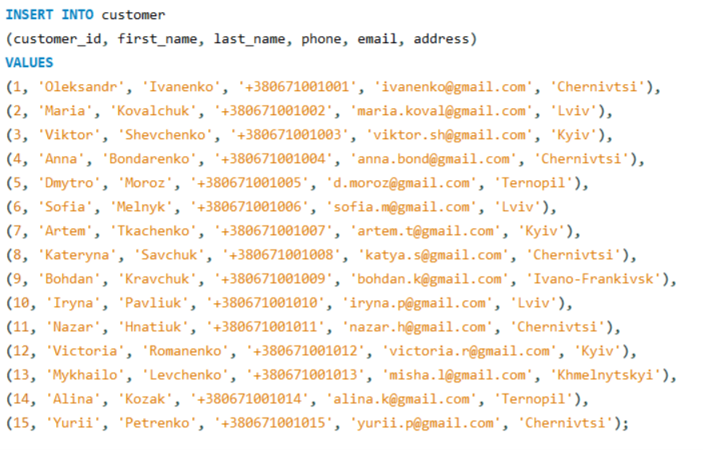 INSERT INTO customer
(customer_id, first_name, last_name, phone, email, address)
VALUES
(1, 'Oleksandr', 'Ivanenko', '+380671001001', 'ivanenko@gmail.com', 'Chernivtsi'),
(2, 'Maria', 'Kovalchuk', '+380671001002', 'maria.koval@gmail.com', 'Lviv'),
(3, 'Viktor', 'Shevchenko', '+380671001003', 'viktor.sh@gmail.com', 'Kyiv'),
(4, 'Anna', 'Bondarenko', '+380671001004', 'anna.bond@gmail.com', 'Chernivtsi'),
(5, 'Dmytro', 'Moroz', '+380671001005', 'd.moroz@gmail.com', 'Ternopil'),
(6, 'Sofia', 'Melnyk', '+380671001006', 'sofia.m@gmail.com', 'Lviv'),
(7, 'Artem', 'Tkachenko', '+380671001007', 'artem.t@gmail.com', 'Kyiv'),
(8, 'Kateryna', 'Savchuk', '+380671001008', 'katya.s@gmail.com', 'Chernivtsi'),
(9, 'Bohdan', 'Kravchuk', '+380671001009', 'bohdan.k@gmail.com', 'Ivano-Frankivsk'),
(10, 'Iryna', 'Pavliuk', '+380671001010', 'iryna.p@gmail.com', 'Lviv'),
(11, 'Nazar', 'Hnatiuk', '+380671001011', 'nazar.h@gmail.com', 'Chernivtsi'),
(12, 'Victoria', 'Romanenko', '+380671001012', 'victoria.r@gmail.com', 'Kyiv'),
(13, 'Mykhailo', 'Levchenko', '+380671001013', 'misha.l@gmail.com', 'Khmelnytskyi'),
(14, 'Alina', 'Kozak', '+380671001014', 'alina.k@gmail.com', 'Ternopil'),
(15, 'Yurii', 'Petrenko', '+380671001015', 'yurii.p@gmail.com', 'Chernivtsi');